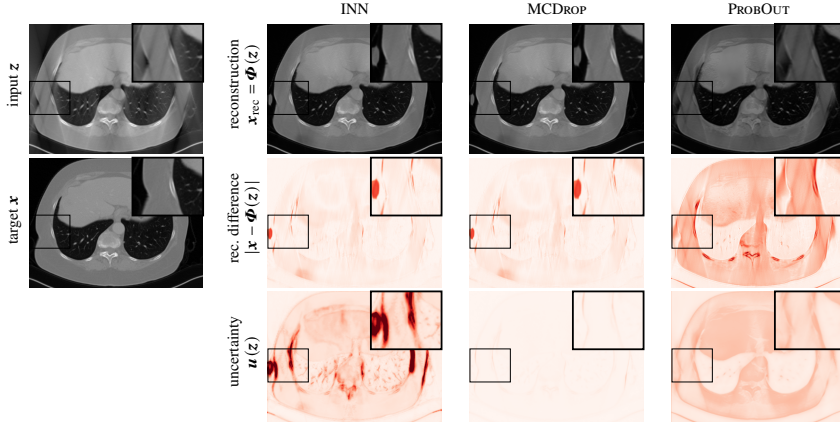 INN MCDROP PROBOUT
input z
reconstruction
x_rec = Φ(z)
target x
rec. difference
|x − Φ(z)|
uncertainty
u(z)